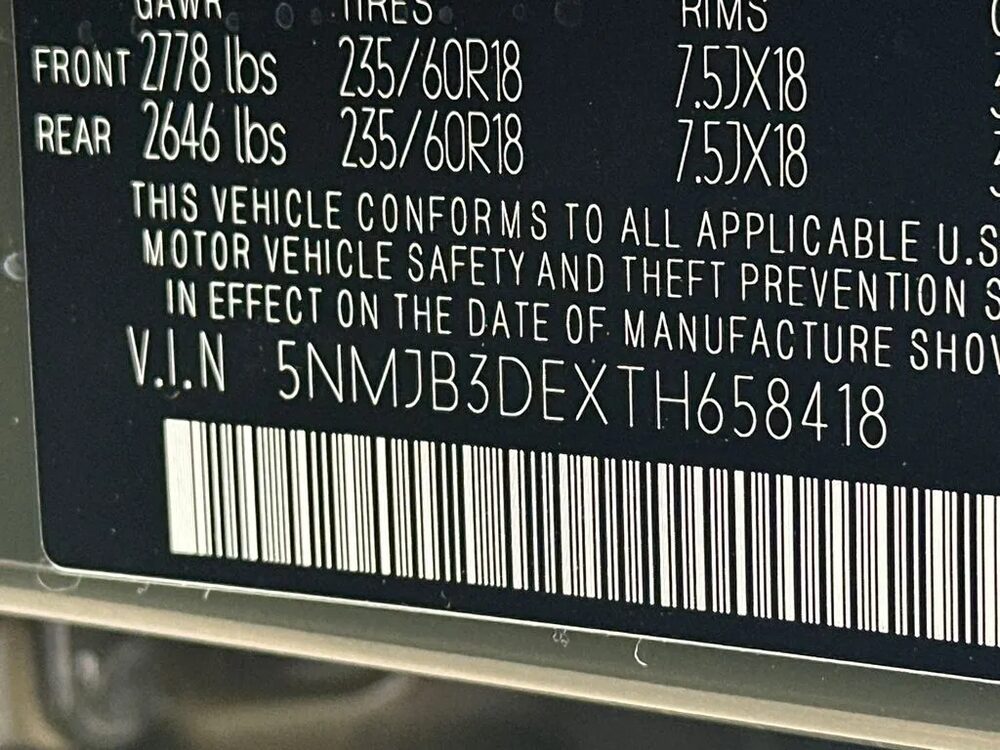 GAWR TIRES RIMS
FRONT 2778 lbs 235/60R18 7.5JX18
REAR 2646 lbs 235/60R18 7.5JX18
THIS VEHICLE CONFORMS TO ALL APPLICABLE U.S
MOTOR VEHICLE SAFETY AND THEFT PREVENTION S
IN EFFECT ON THE DATE OF MANUFACTURE SHOW
V.I.N 5NMJB3DEXTH658418